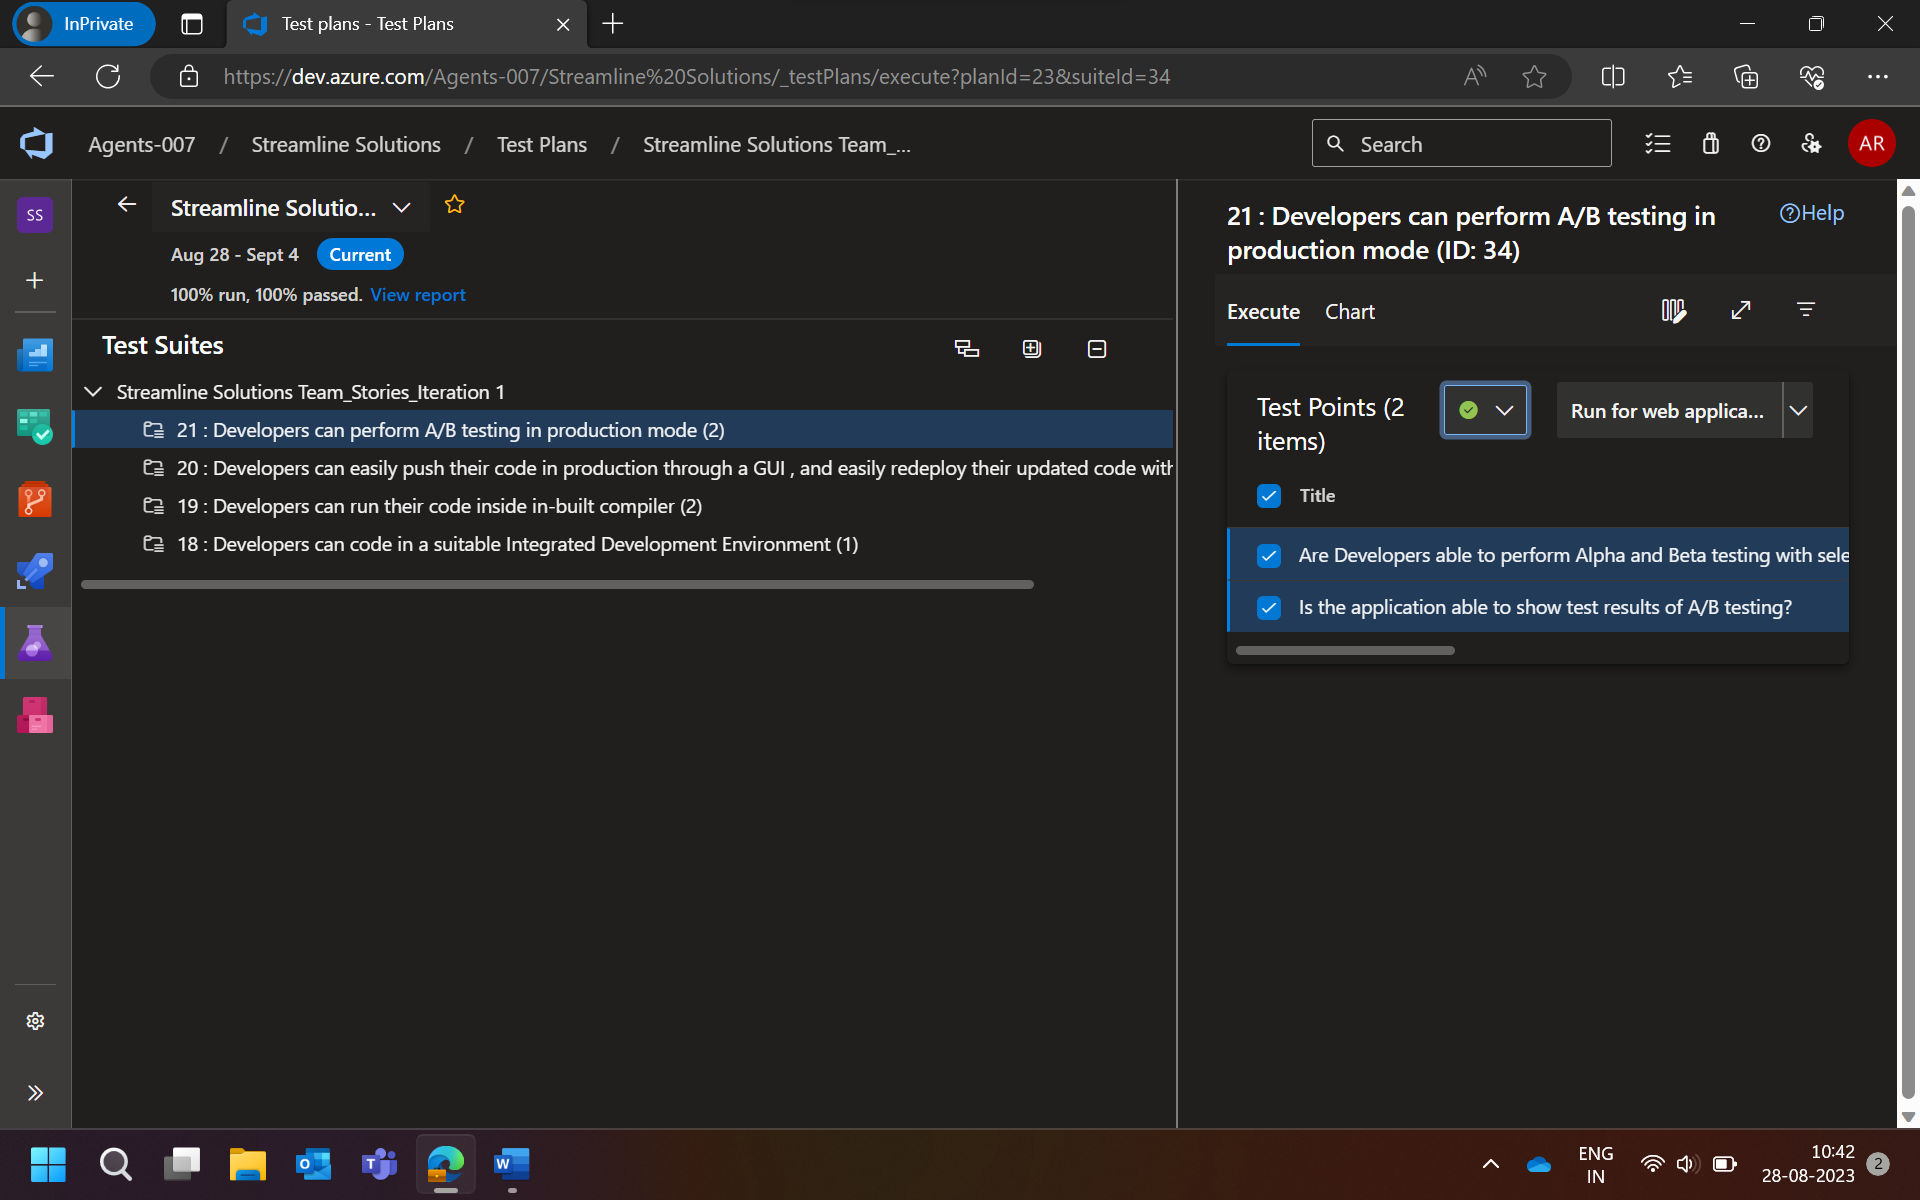 InPrivate
Test plans - Test Plans
https://dev.azure.com/Agents-007/Streamline%20Solutions/_testPlans/execute?planId=23&suiteId=34
Agents-007 / Streamline Solutions / Test Plans / Streamline Solutions Team_...
Search
AR
SS
Streamline Solutio...
Aug 28 - Sept 4 Current
100% run, 100% passed. View report
Test Suites
Streamline Solutions Team_Stories_Iteration 1
21 : Developers can perform A/B testing in production mode (2)
20 : Developers can easily push their code in production through a GUI , and easily redeploy their updated code with
19 : Developers can run their code inside in-built compiler (2)
18 : Developers can code in a suitable Integrated Development Environment (1)
21 : Developers can perform A/B testing in
production mode (ID: 34)
Help
Execute Chart
Test Points (2
items)
Run for web applica...
Title
Are Developers able to perform Alpha and Beta testing with sele
Is the application able to show test results of A/B testing?
ENG
IN
10:42
28-08-2023
2